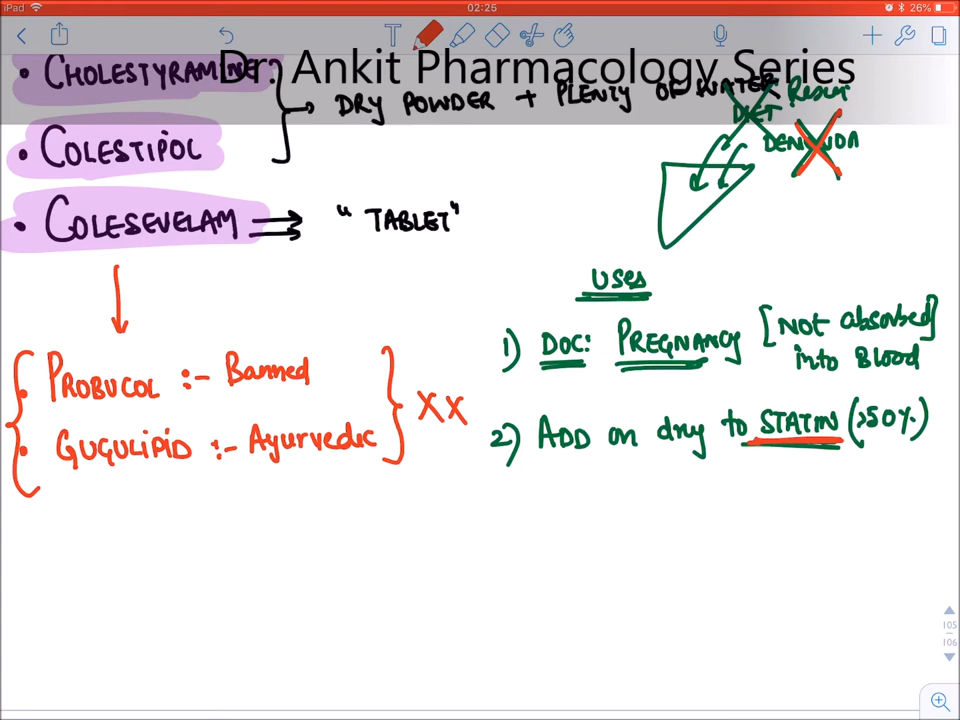 iPad 02:25 26%
T
Dr. Ankit Pharmacology Series
• CHOLESTYRAMINE
DRY POWDER + PLENTY OF WATER
DIET
• COLESTIPOL
• COLESEVELAM "TABLET"
Uses
1) DOC: PREGNANCY [Not absorbed into Blood]
• PROBUCOL :- Banned
• GUGULIPID :- Ayurvedic
XX
2) ADD on drug to STATIN (>50%)
105
106